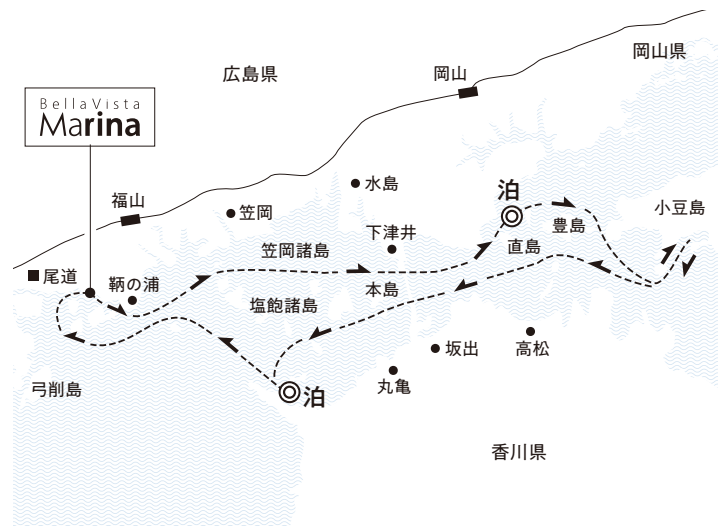 広島県
岡山県
岡山
BellaVista
Marina
水島
泊
福山
笠岡
小豆島
豊島
下津井
直島
笠岡諸島
尾道
鞆の浦
本島
塩飽諸島
坂出
高松
弓削島
泊
丸亀
香川県